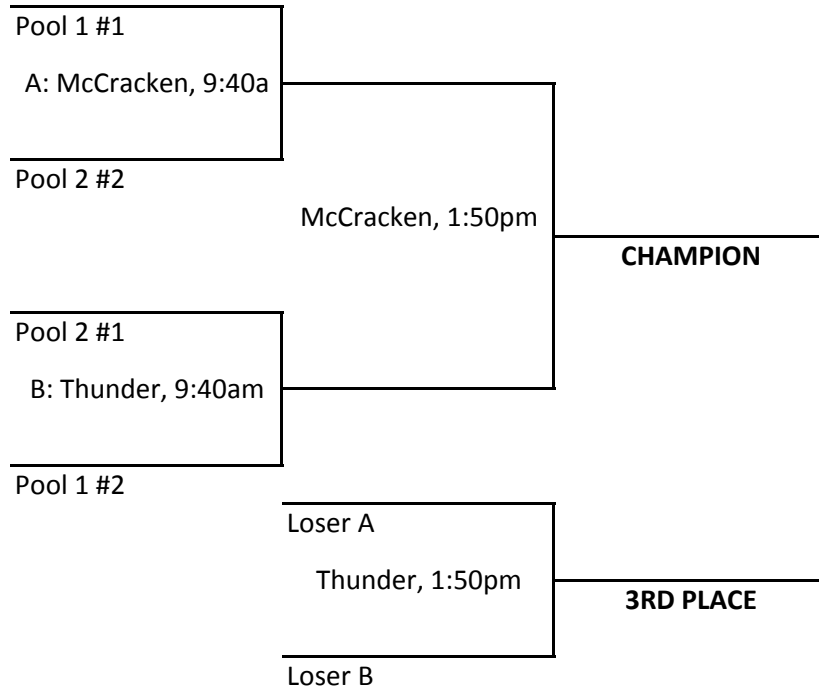 Pool 1 #1
A: McCracken, 9:40a
Pool 2 #2
McCracken, 1:50pm
CHAMPION
Pool 2 #1
B: Thunder, 9:40am
Pool 1 #2
Loser A
Thunder, 1:50pm
3RD PLACE
Loser B